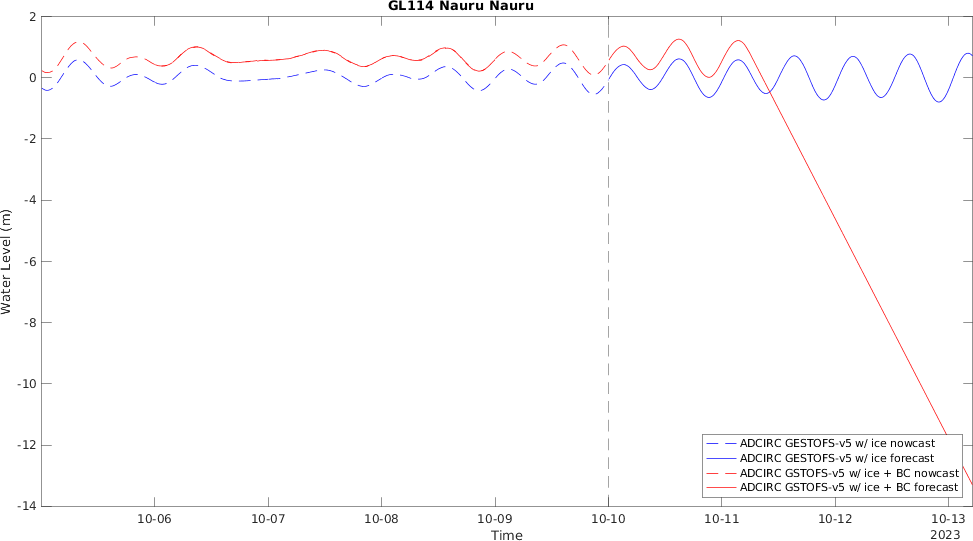 GL114 Nauru Nauru
2
0
-2
-4
-6
-8
-10
-12
-14
Water Level (m)
ADCIRC GESTOFS-v5 w/ ice nowcast
ADCIRC GESTOFS-v5 w/ ice forecast
ADCIRC GSTOFS-v5 w/ ice + BC nowcast
ADCIRC GSTOFS-v5 w/ ice + BC forecast
10-06 10-07 10-08 10-09 10-10 10-11 10-12 10-13
Time 2023